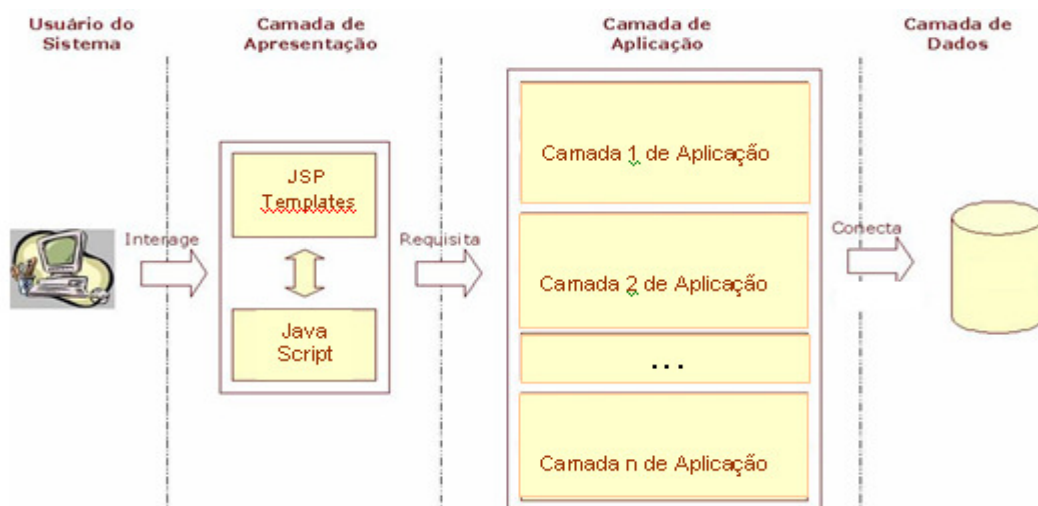 Usuário do
Sistema
Camada de
Apresentação
Camada de
Aplicação
Camada de
Dados
Interage
JSP
Templates
Java
Script
Requisita
Camada 1 de Aplicação
Camada 2 de Aplicação
...
Camada n de Aplicação
Conecta